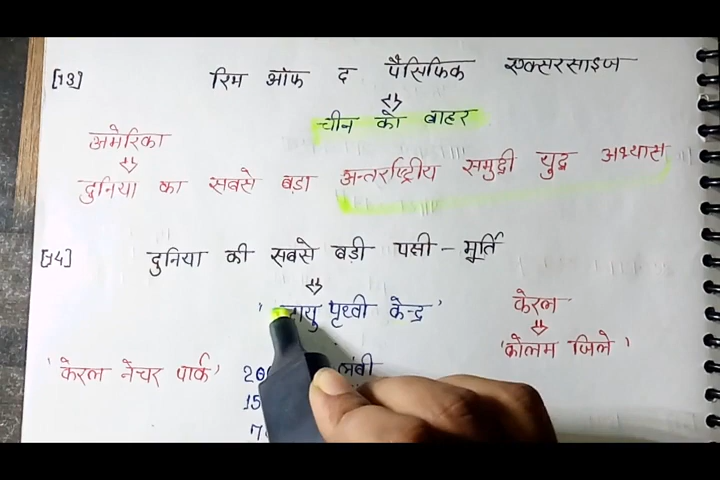 [13] रिम ऑफ द पैसिफिक एक्सरसाइज
चीन को बाहर
अमेरिका
दुनिया का सबसे बड़ा अन्तर्राष्ट्रीय समुद्री युद्ध अभ्यास
[14] दुनिया की सबसे बड़ी पक्षी - मूर्ति
पृथ्वी केन्द्र'
केरल
'कोलम जिले'
'केरल नेचर पार्क' लंबी